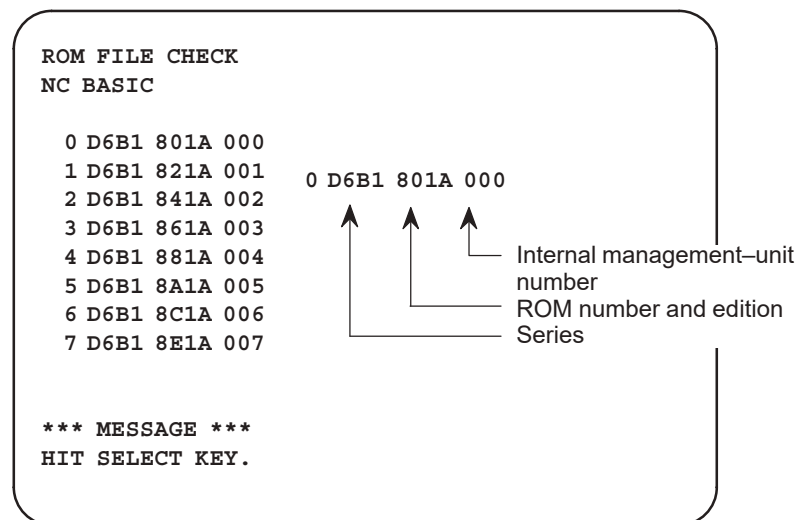 ROM FILE CHECK
NC BASIC
0 D6B1 801A 000
1 D6B1 821A 001
2 D6B1 841A 002
3 D6B1 861A 003
4 D6B1 881A 004
5 D6B1 8A1A 005
6 D6B1 8C1A 006
7 D6B1 8E1A 007
0 D6B1 801A 000
Internal management–unit
number
ROM number and edition
Series
*** MESSAGE ***
HIT SELECT KEY.